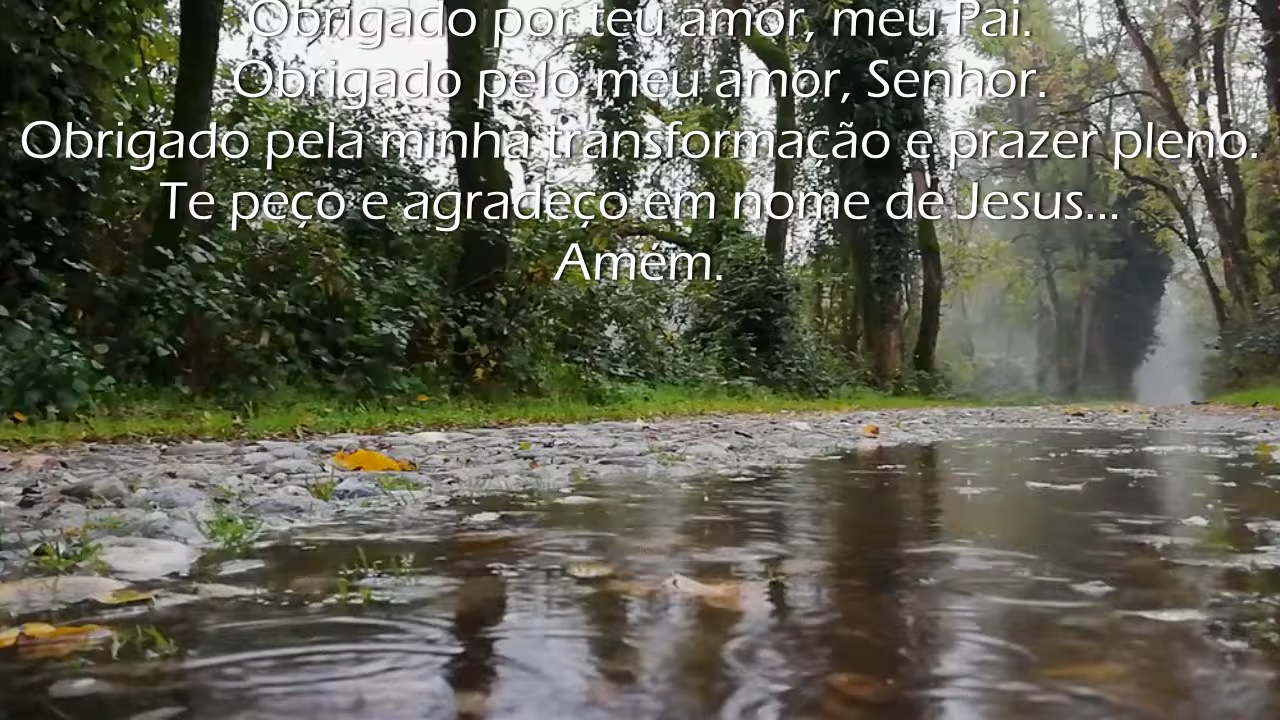 Obrigado por teu amor, meu Pai.
Obrigado pelo meu amor, Senhor.
Obrigado pela minha transformação e prazer pleno.
Te peço e agradeço em nome de Jesus...
Amém.